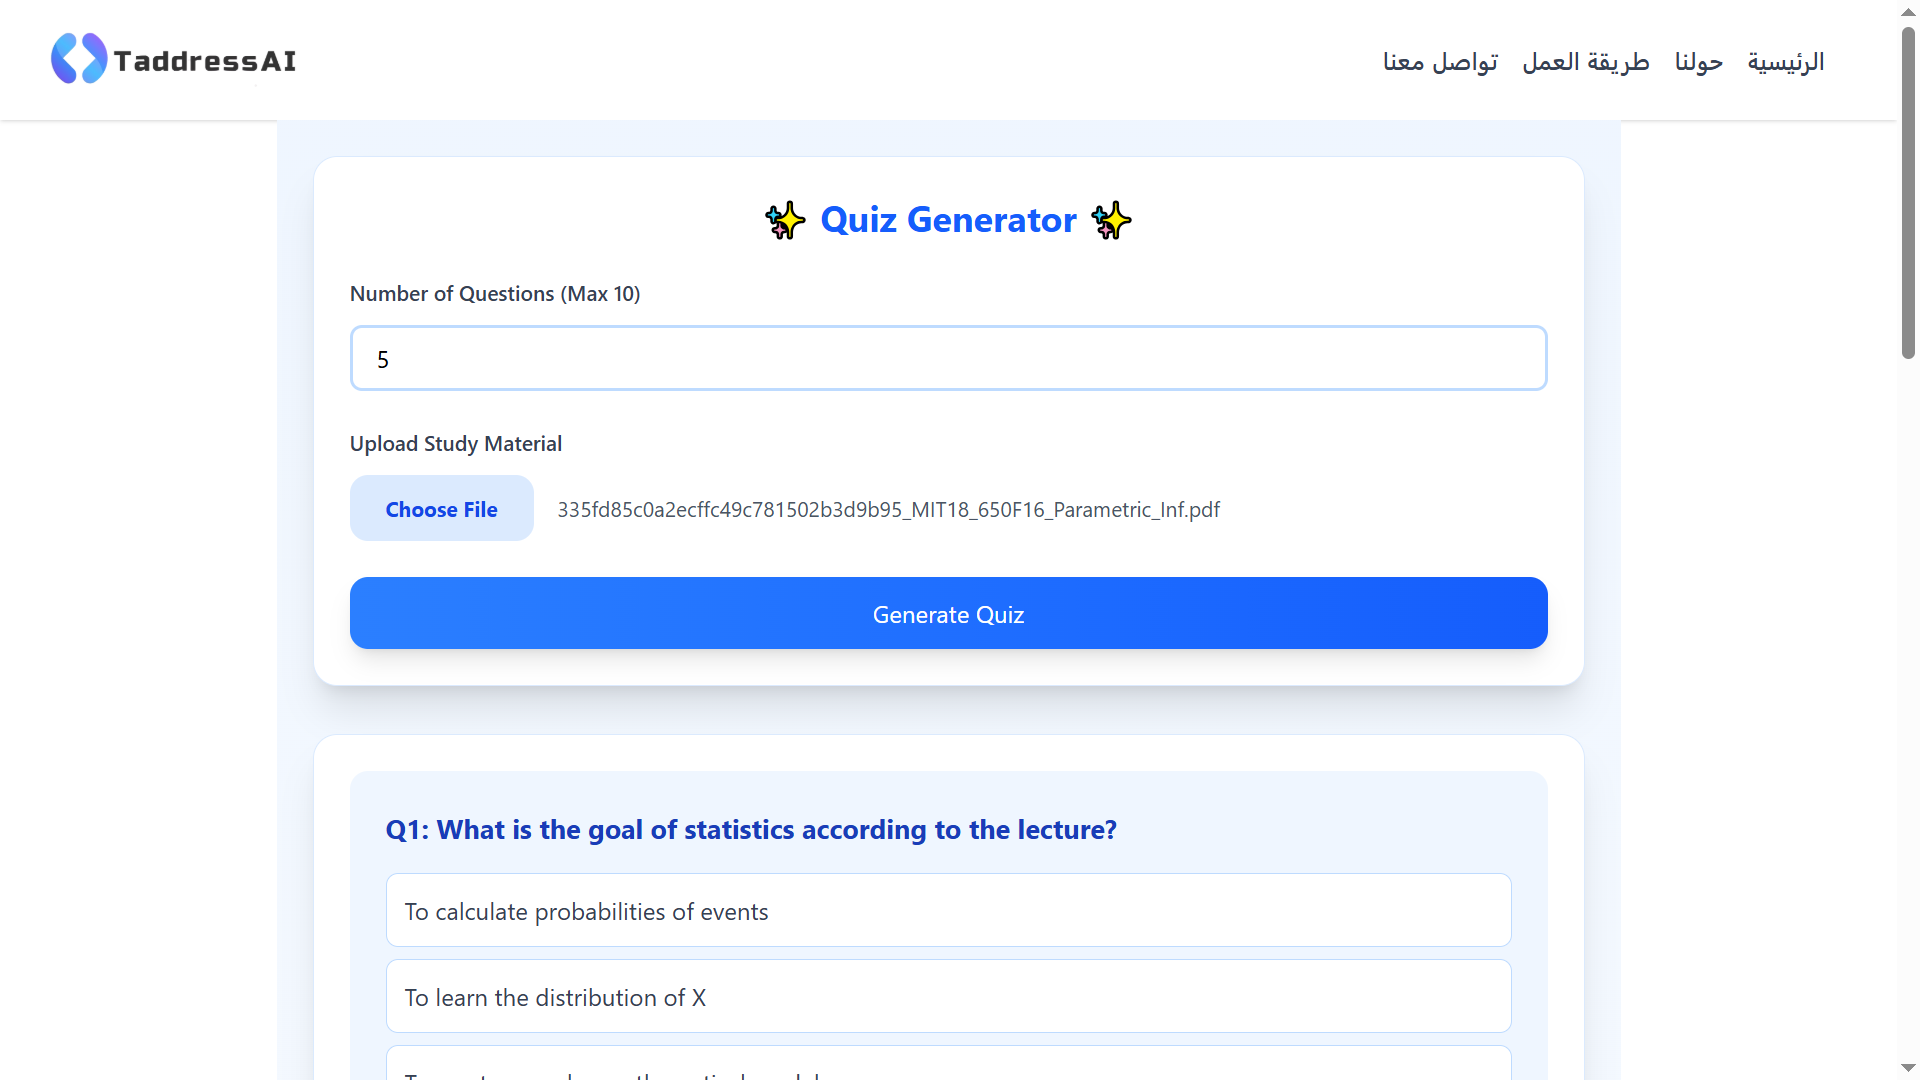 TaddressAI
الرئيسية
حولنا
طريقة العمل
تواصل معنا
✨ Quiz Generator ✨
Number of Questions (Max 10)
5
Upload Study Material
Choose File 335fd85c0a2ecffc49c781502b3d9b95_MIT18_650F16_Parametric_Inf.pdf
Generate Quiz
Q1: What is the goal of statistics according to the lecture?
To calculate probabilities of events
To learn the distribution of X